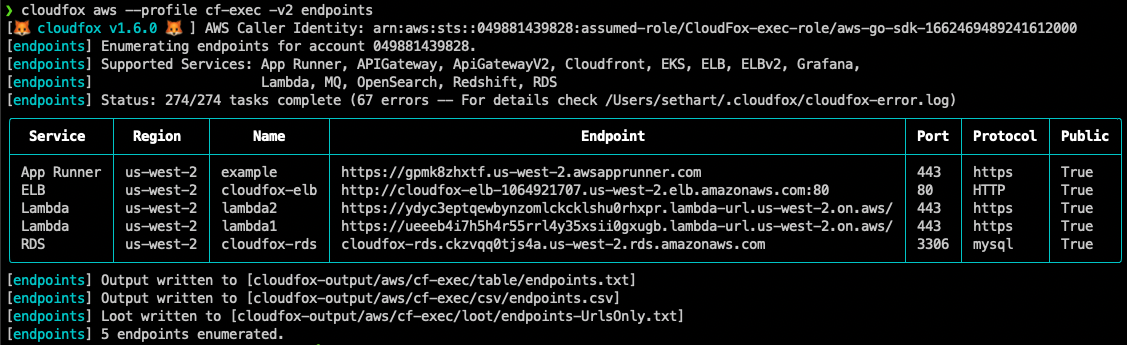 ❯ cloudfox aws --profile cf-exec -v2 endpoints
[🦊 cloudfox v1.6.0 🦊 ] AWS Caller Identity: arn:aws:sts::049881439828:assumed-role/CloudFox-exec-role/aws-go-sdk-1662469489241612000
[endpoints] Enumerating endpoints for account 049881439828.
[endpoints] Supported Services: App Runner, APIGateway, ApiGatewayV2, Cloudfront, EKS, ELB, ELBv2, Grafana,
[endpoints] Lambda, MQ, OpenSearch, Redshift, RDS
[endpoints] Status: 274/274 tasks complete (67 errors -- For details check /Users/sethart/.cloudfox/cloudfox-error.log)
Service Region Name Endpoint Port Protocol Public
App Runner us-west-2 example https://gpmk8zhxtf.us-west-2.awsapprunner.com 443 https True
ELB us-west-2 cloudfox-elb http://cloudfox-elb-1064921707.us-west-2.elb.amazonaws.com:80 80 HTTP True
Lambda us-west-2 lambda2 https://ydyc3eptqewbynzomlckcklshu0rhxpr.lambda-url.us-west-2.on.aws/ 443 https True
Lambda us-west-2 lambda1 https://ueeeb4i7h5h4r55rrl4y35xsii0gxugb.lambda-url.us-west-2.on.aws/ 443 https True
RDS us-west-2 cloudfox-rds cloudfox-rds.ckzvqq0tjs4a.us-west-2.rds.amazonaws.com 3306 mysql True
[endpoints] Output written to [cloudfox-output/aws/cf-exec/table/endpoints.txt]
[endpoints] Output written to [cloudfox-output/aws/cf-exec/csv/endpoints.csv]
[endpoints] Loot written to [cloudfox-output/aws/cf-exec/loot/endpoints-UrlsOnly.txt]
[endpoints] 5 endpoints enumerated.